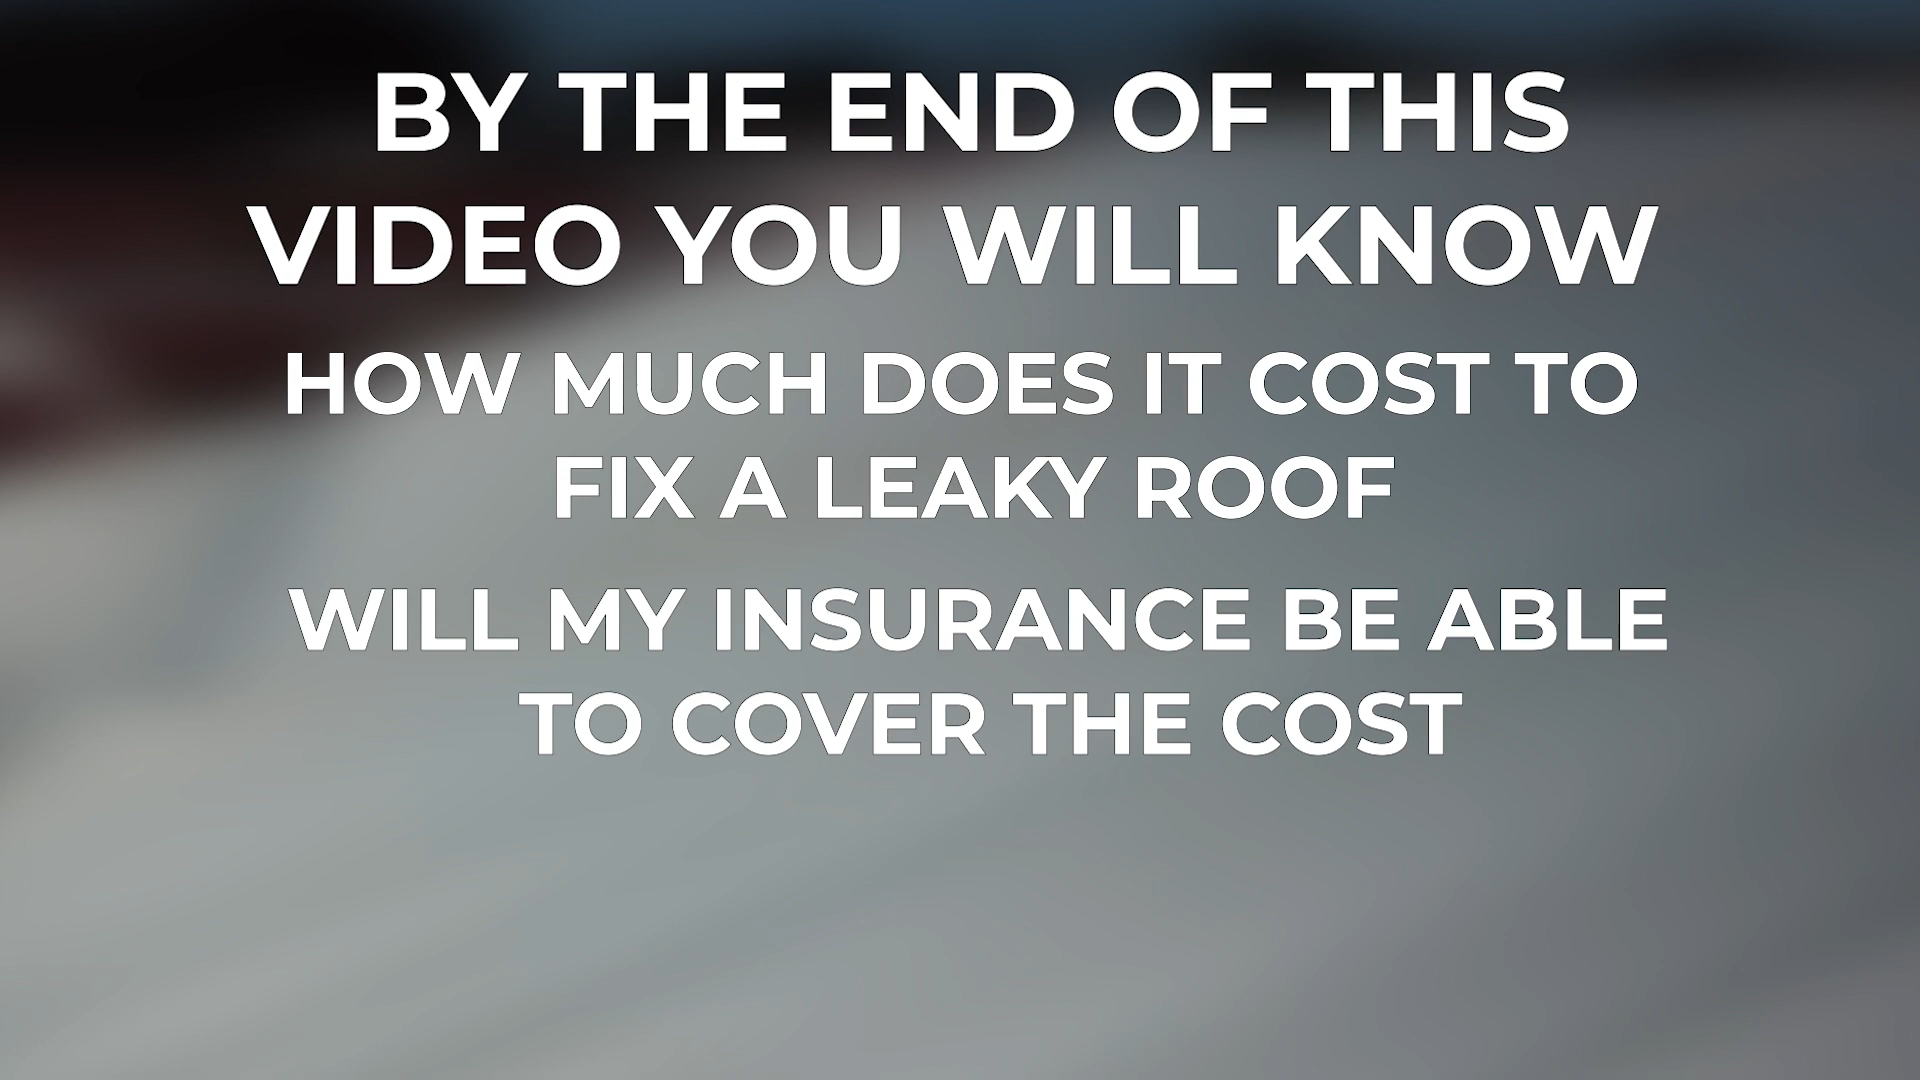 BY THE END OF THIS
VIDEO YOU WILL KNOW
HOW MUCH DOES IT COST TO
FIX A LEAKY ROOF
WILL MY INSURANCE BE ABLE
TO COVER THE COST